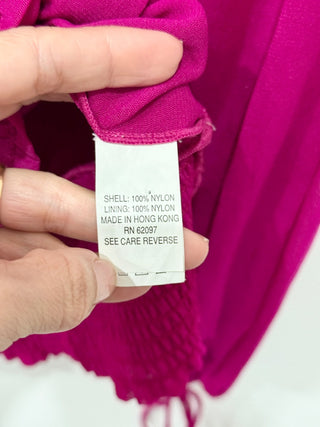 SHELL: 100% NYLON
LINING: 100% NYLON
MADE IN HONG KONG
RN 62097
SEE CARE REVERSE